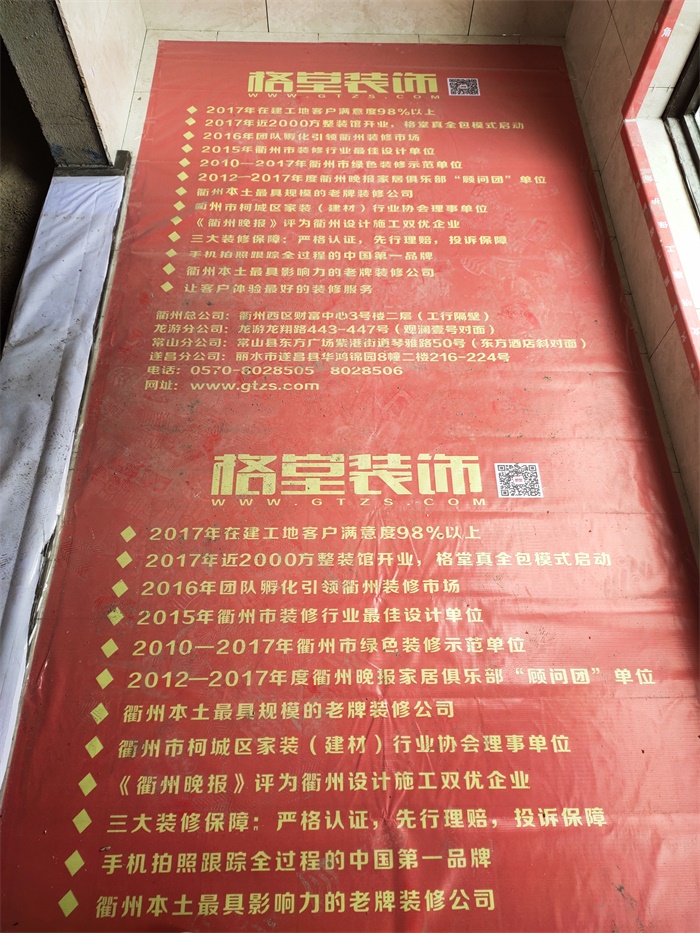 格堂装饰
WWW.GTZS.COM
2017年在建工地客户满意度98%以上
2017年近2000方整装馆开业，格堂真全包模式启动
2016年团队孵化引领衢州装修市场
2015年衢州市装修行业最佳设计单位
2010—2017年衢州市绿色装修示范单位
2012—2017年度衢州晚报家居俱乐部“顾问团”单位
衢州本土最具规模的老牌装修公司
衢州市柯城区家装（建材）行业协会理事单位
《衢州晚报》评为衢州设计施工双优企业
三大装修保障：严格认证，先行理赔，投诉保障
手机拍照跟踪全过程的中国第一品牌
衢州本土最具影响力的老牌装修公司
让客户体验最好的装修服务
衢州总公司：衢州西区财富中心3号楼二层（工行隔壁）
龙游分公司：龙游龙翔路443-447号（观澜壹号对面）
常山分公司：常山县东方广场紫港街道琴雅路50号（东方酒店斜对面）
遂昌分公司：丽水市遂昌县华鸿锦园8幢二楼216-224号
电话：0570-8028505 8028506
网址：www.gtzs.com
格堂装饰
WWW.GTZS.COM
2017年在建工地客户满意度98%以上
2017年近2000方整装馆开业，格堂真全包模式启动
2016年团队孵化引领衢州装修市场
2015年衢州市装修行业最佳设计单位
2010—2017年衢州市绿色装修示范单位
2012—2017年度衢州晚报家居俱乐部“顾问团”单位
衢州本土最具规模的老牌装修公司
衢州市柯城区家装（建材）行业协会理事单位
《衢州晚报》评为衢州设计施工双优企业
三大装修保障：严格认证，先行理赔，投诉保障
手机拍照跟踪全过程的中国第一品牌
衢州本土最具影响力的老牌装修公司